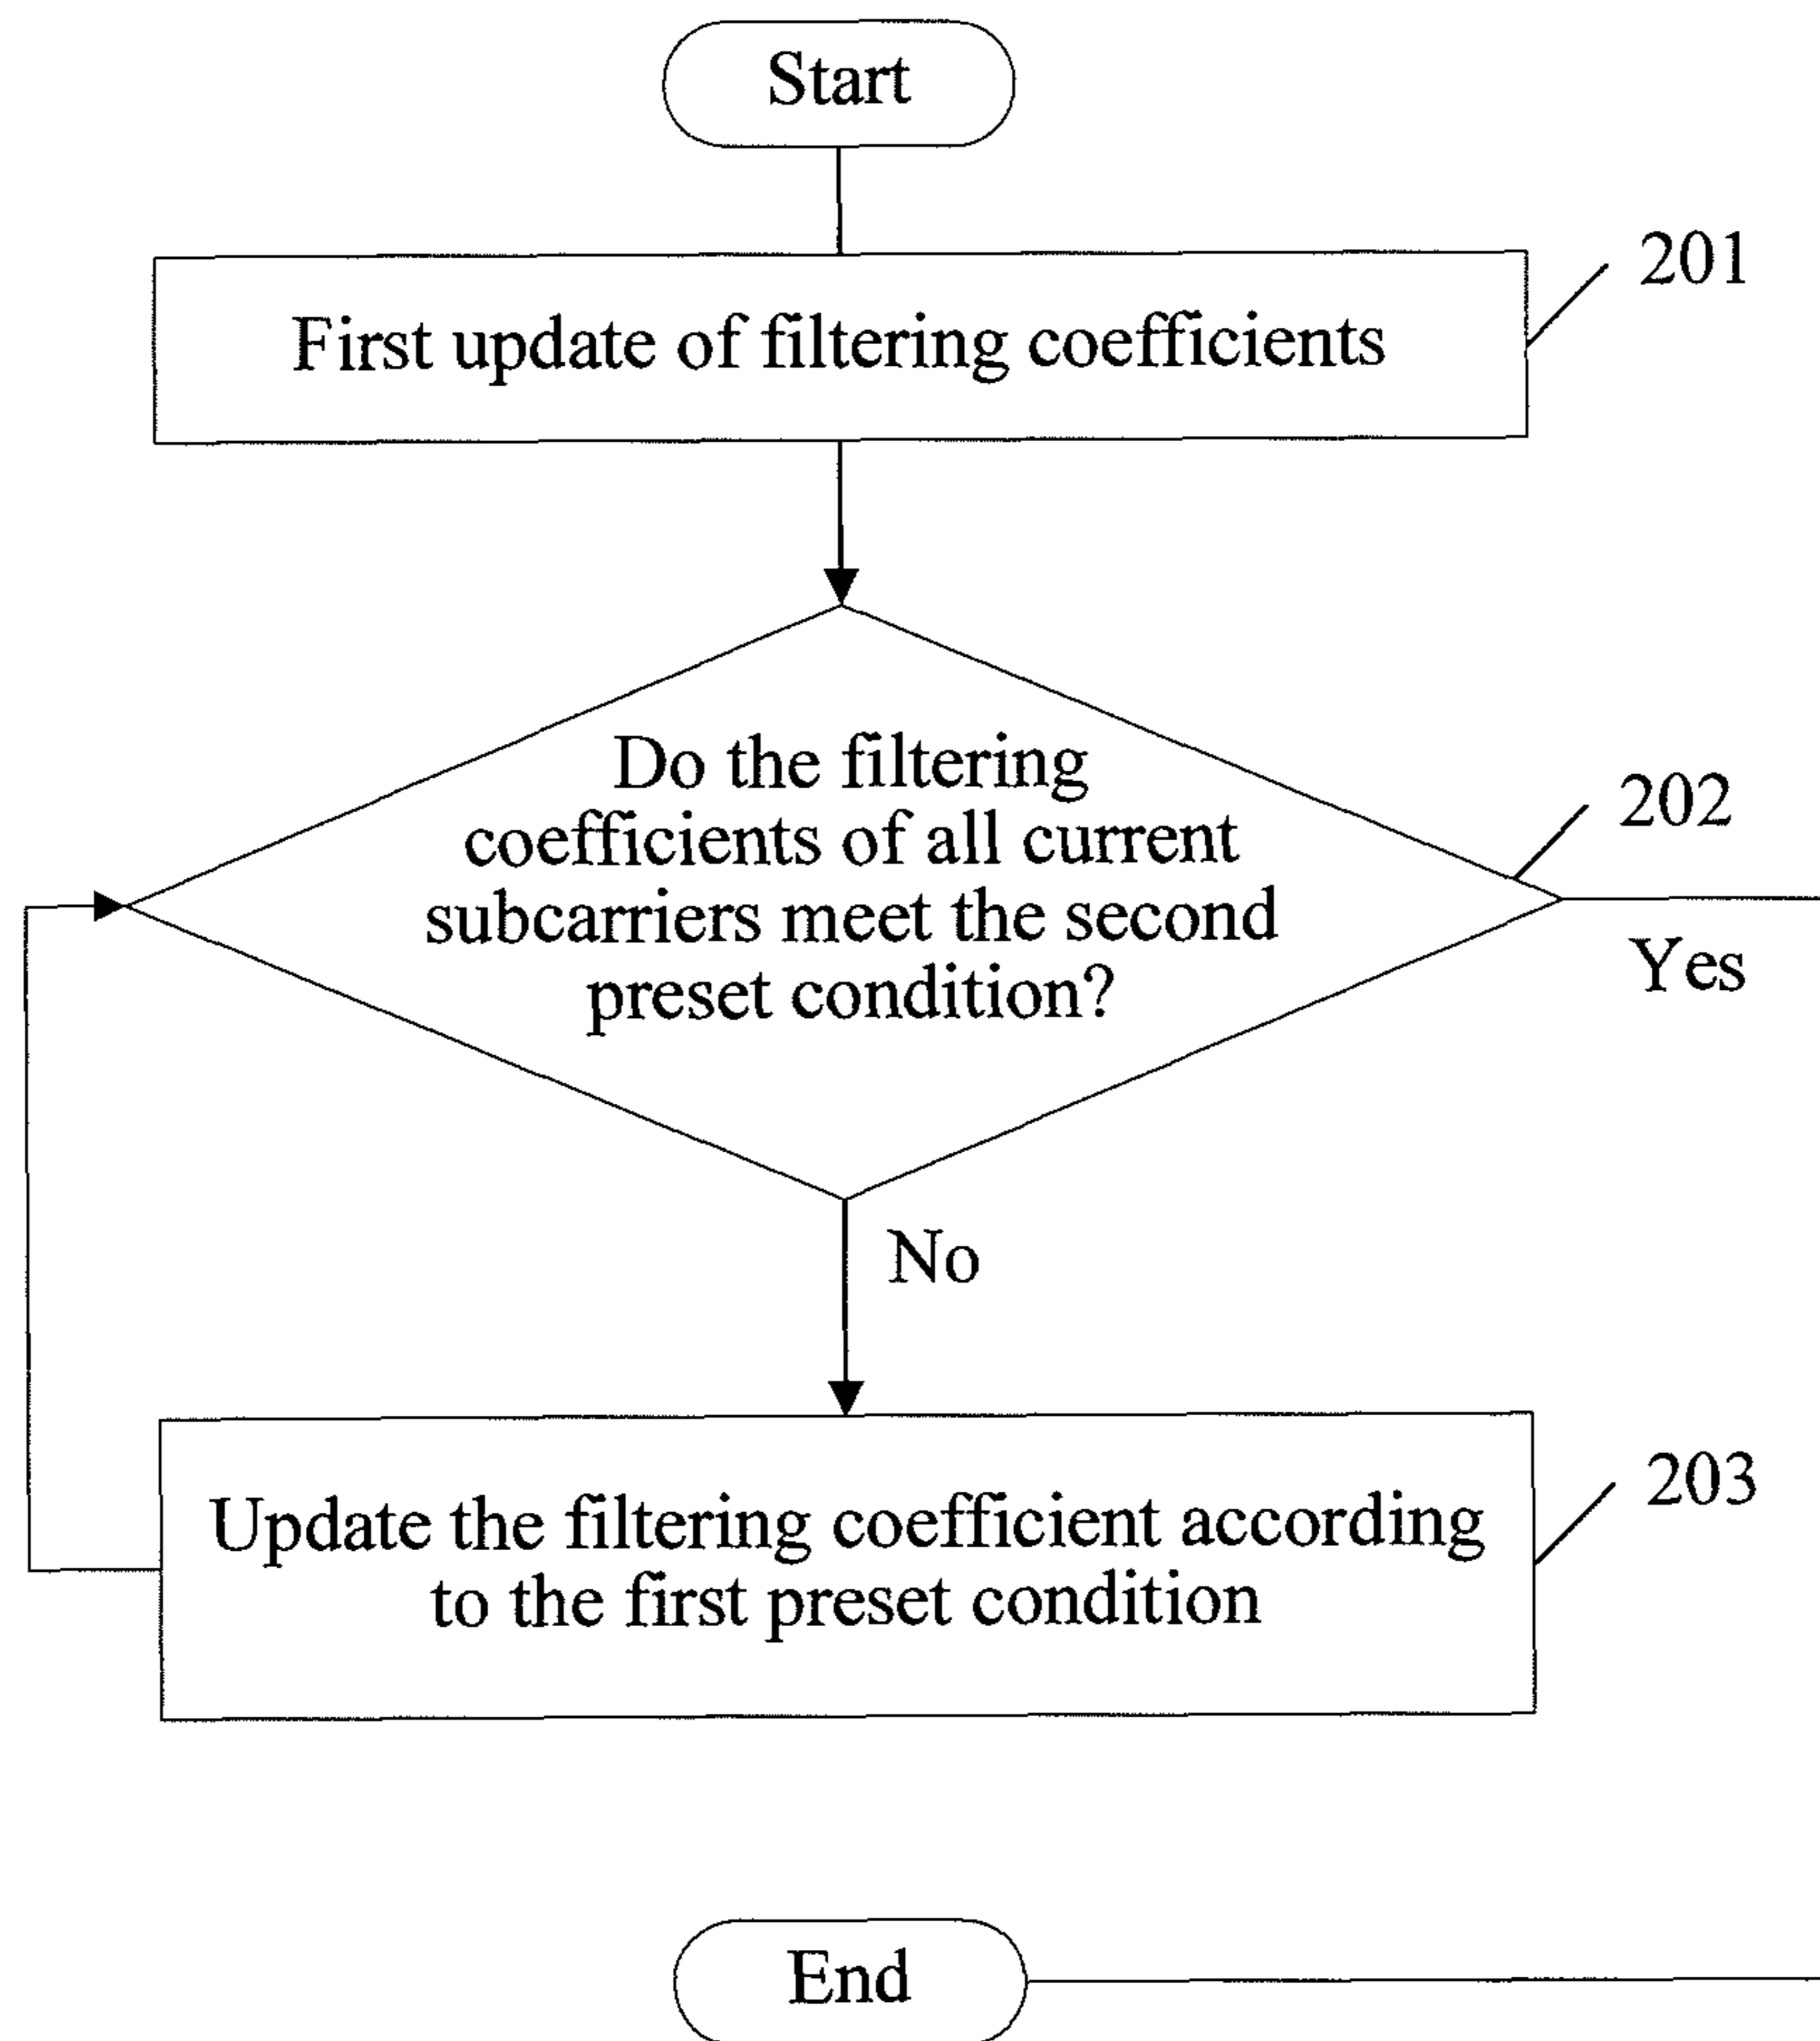 Start
201
First update of filtering coefficients
202
Do the filtering
coefficients of all current
subcarriers meet the second
preset condition?
Yes
No
203
Update the filtering coefficient according
to the first preset condition
End